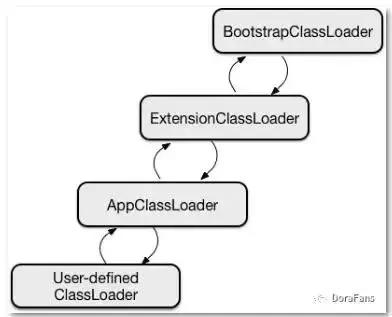 BootstrapClassLoader
ExtensionClassLoader
AppClassLoader
User-defined
ClassLoader
DoraFans